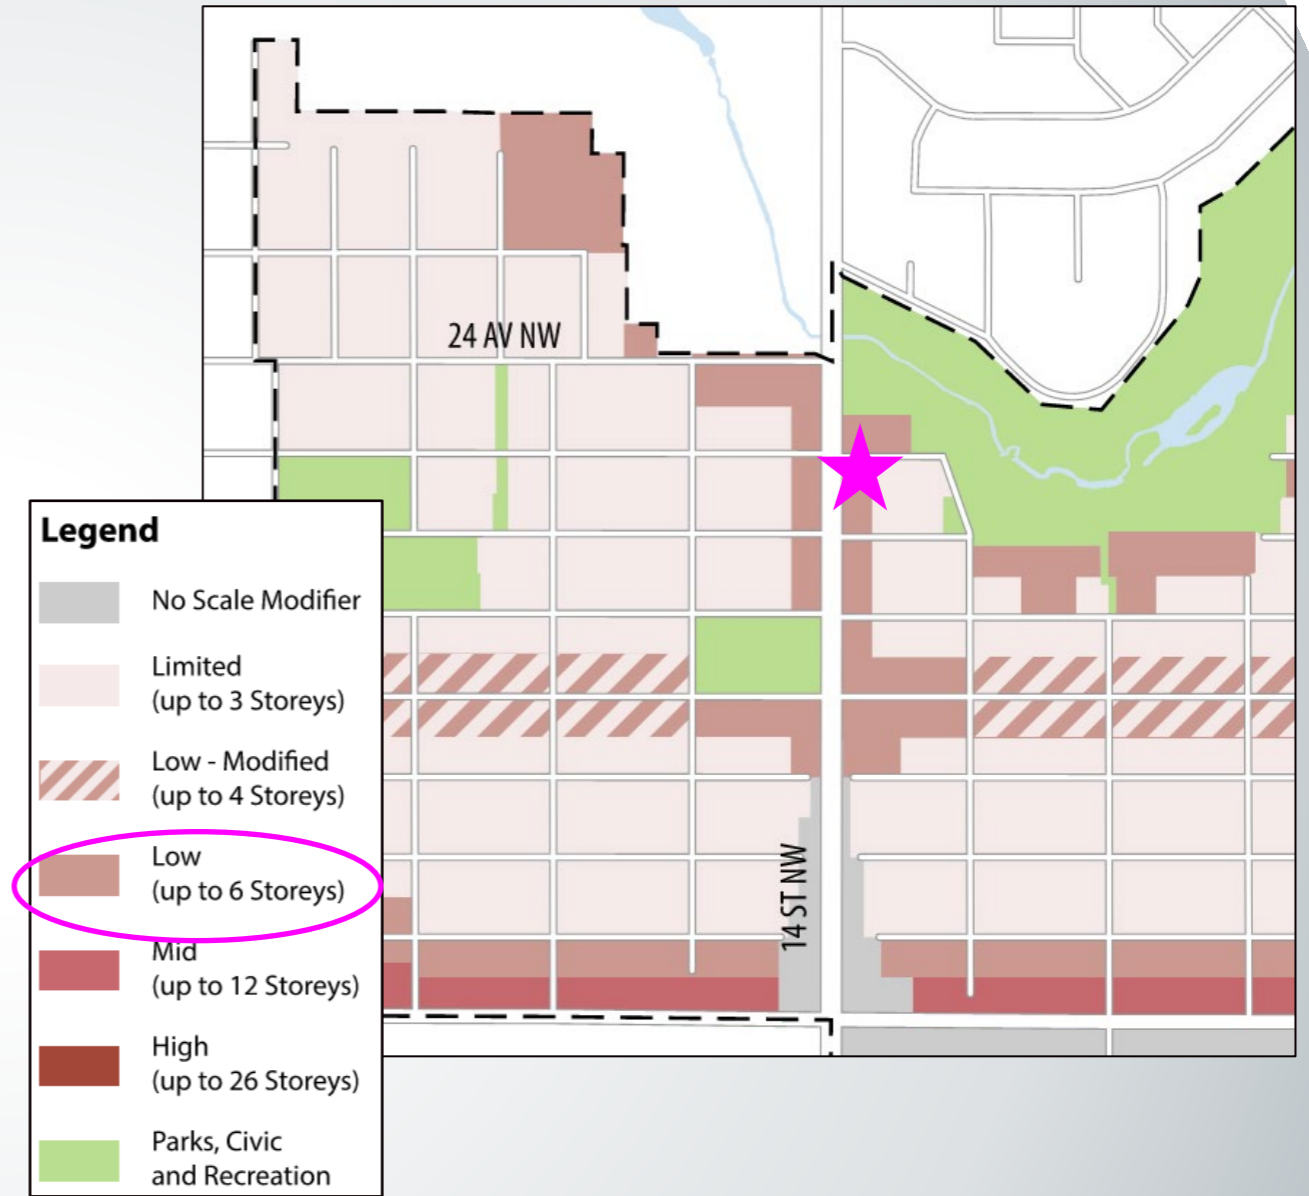 24 AV NW
14 ST NW
Legend
No Scale Modifier
Limited
(up to 3 Storeys)
Low - Modified
(up to 4 Storeys)
Low
(up to 6 Storeys)
Mid
(up to 12 Storeys)
High
(up to 26 Storeys)
Parks, Civic
and Recreation